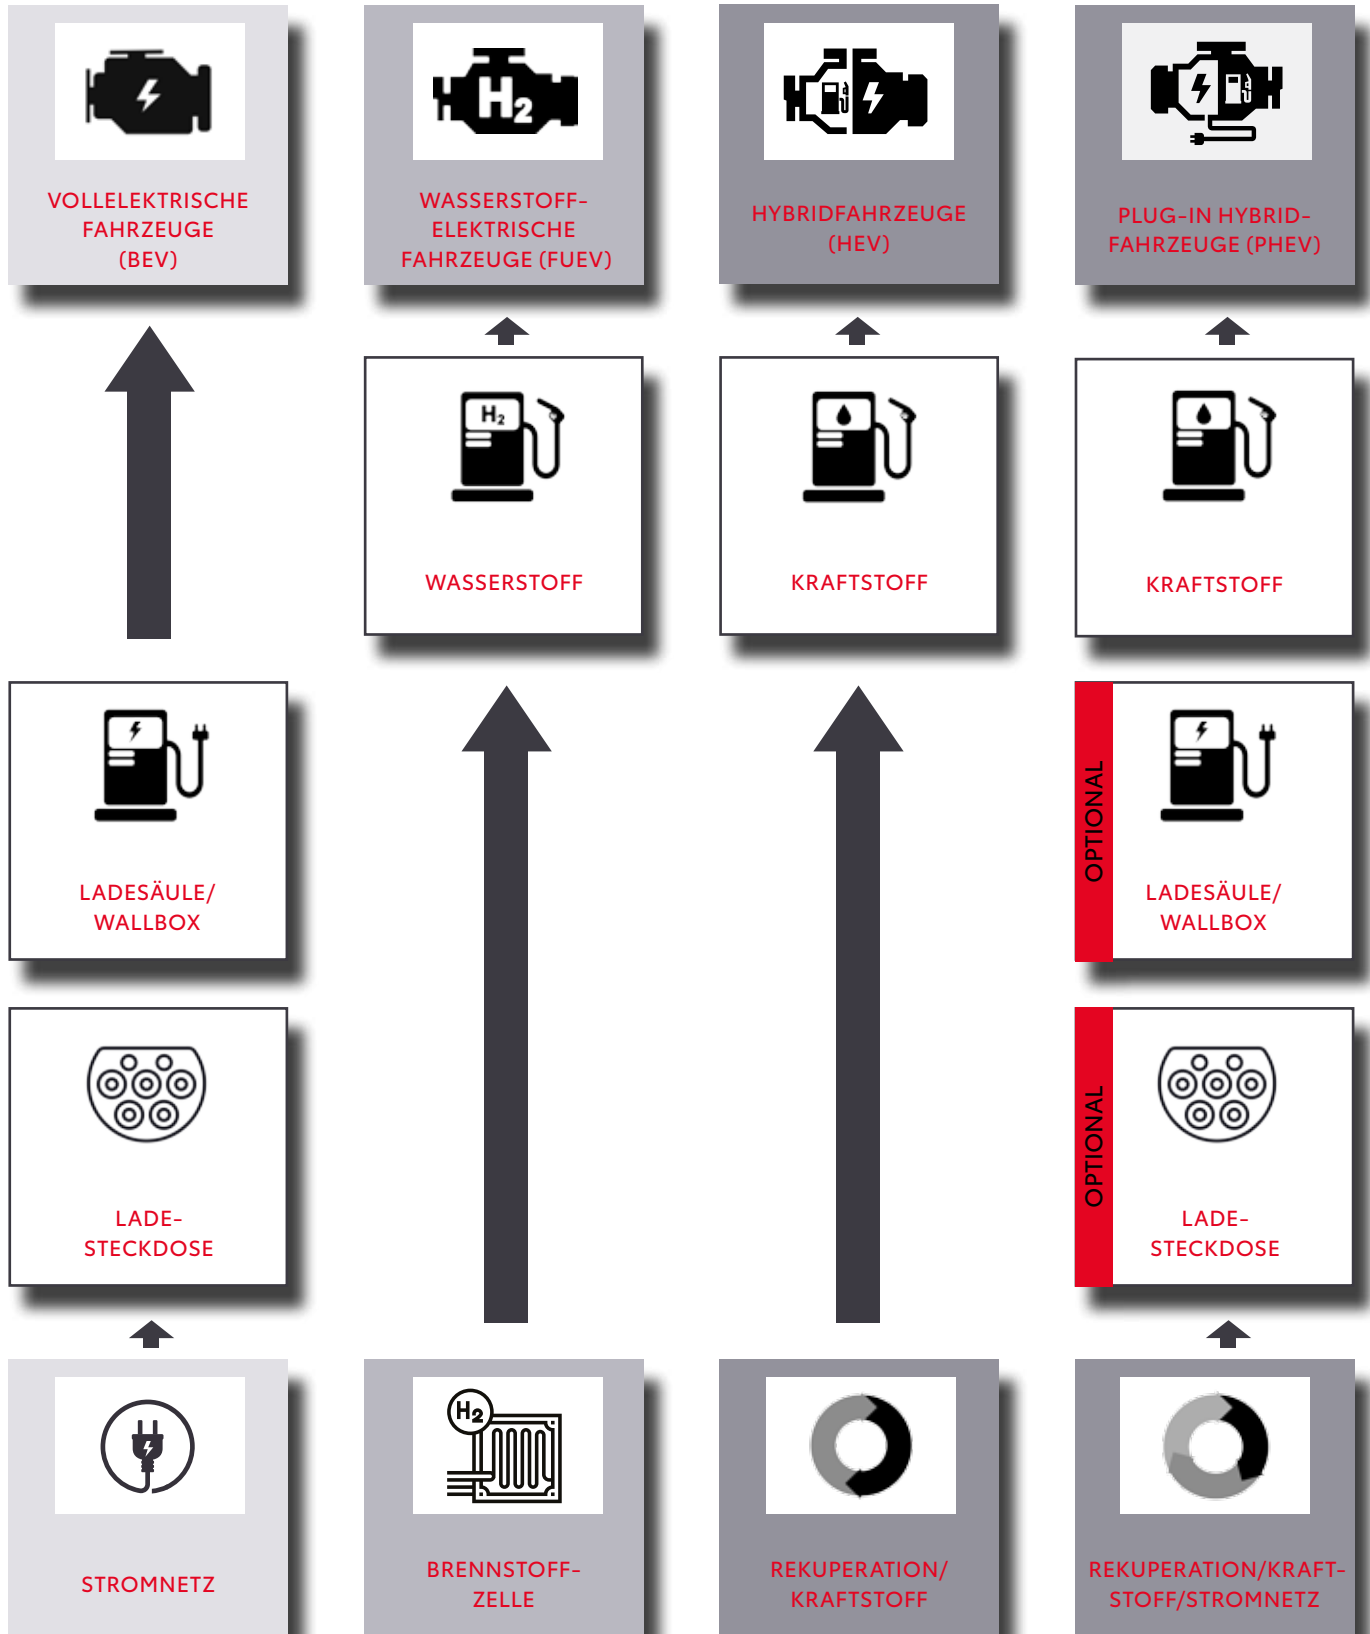 VOLLELEKTRISCHE
FAHRZEUGE
(BEV)
WASSERSTOFF-
ELEKTRISCHE
FAHRZEUGE (FUEV)
HYBRIDFAHRZEUGE
(HEV)
PLUG-IN HYBRID-
FAHRZEUGE (PHEV)
H2
H2
WASSERSTOFF
KRAFTSTOFF
KRAFTSTOFF
LADESÄULE/
WALLBOX
OPTIONAL
LADESÄULE/
WALLBOX
LADE-
STECKDOSE
OPTIONAL
LADE-
STECKDOSE
STROMNETZ
H2
BRENNSTOFF-
ZELLE
REKUPERATION/
KRAFTSTOFF
REKUPERATION/KRAFT-
STOFF/STROMNETZ